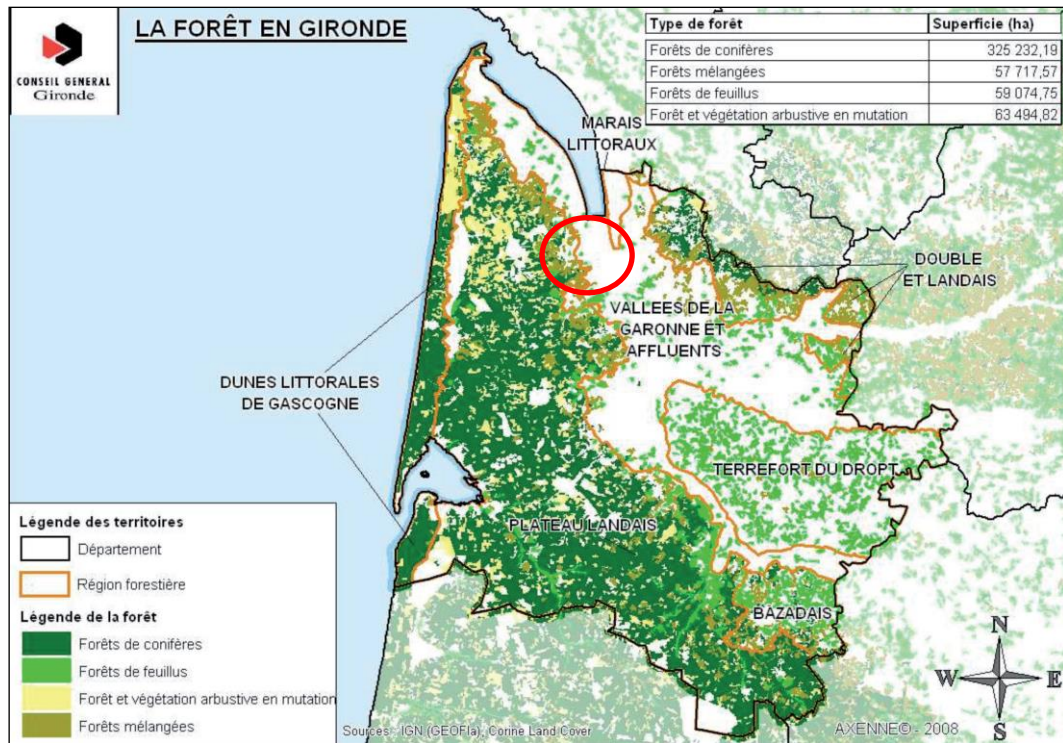 LA FORÊT EN GIRONDE
CONSEIL GENERAL
Gironde
Type de forêt Superficie (ha)
Forêts de conifères 325 232,19
Forêts mélangées 57 717,57
Forêts de feuillus 59 074,75
Forêt et végétation arbustive en mutation 63 494,82
MARAIS
LITTORAUX
DOUBLE
ET LANDAIS
VALLEES DE LA
GARONNE ET
AFFLUENTS
DUNES LITTORALES
DE GASCOGNE
TERREFORT DU DROPT
PLATEAU LANDAIS
BAZADAIS
Légende des territoires
Département
Région forestière
Légende de la forêt
Forêts de conifères
Forêts de feuillus
Forêt et végétation arbustive en mutation
Forêts mélangées
N
W E
S
Sources : IGN (GEOFla), Corine Land Cover
AXENNE© - 2008